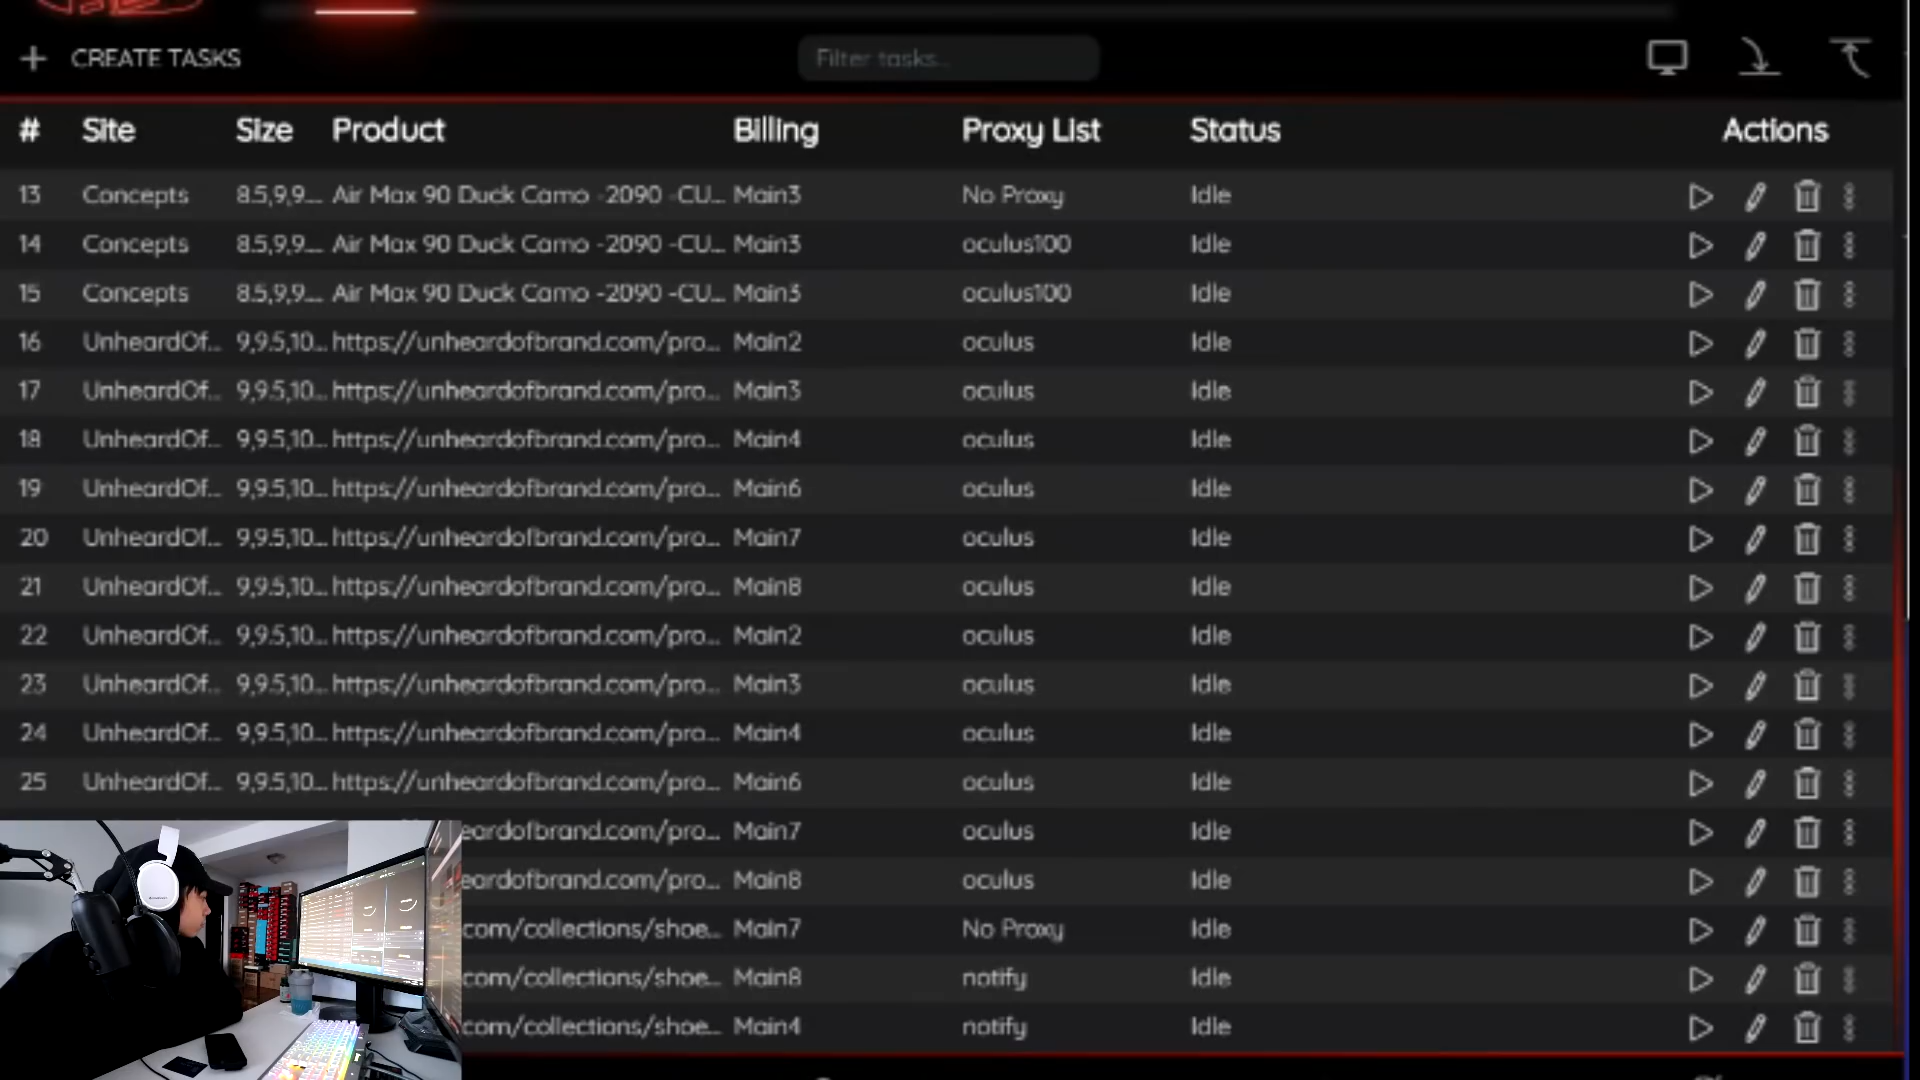 CREATE TASKS
Filter tasks...
# Site Size Product Billing Proxy List Status Actions
13 Concepts 8.5,9,9.... Air Max 90 Duck Camo -2090 -CU... Main3 No Proxy Idle
14 Concepts 8.5,9,9.... Air Max 90 Duck Camo -2090 -CU... Main3 oculus100 Idle
15 Concepts 8.5,9,9.... Air Max 90 Duck Camo -2090 -CU... Main3 oculus100 Idle
16 UnheardOf... 9,9.5,10... https://unheardofbrand.com/pro... Main2 oculus Idle
17 UnheardOf... 9,9.5,10... https://unheardofbrand.com/pro... Main3 oculus Idle
18 UnheardOf... 9,9.5,10... https://unheardofbrand.com/pro... Main4 oculus Idle
19 UnheardOf... 9,9.5,10... https://unheardofbrand.com/pro... Main6 oculus Idle
20 UnheardOf... 9,9.5,10... https://unheardofbrand.com/pro... Main7 oculus Idle
21 UnheardOf... 9,9.5,10... https://unheardofbrand.com/pro... Main8 oculus Idle
22 UnheardOf... 9,9.5,10... https://unheardofbrand.com/pro... Main2 oculus Idle
23 UnheardOf... 9,9.5,10... https://unheardofbrand.com/pro... Main3 oculus Idle
24 UnheardOf... 9,9.5,10... https://unheardofbrand.com/pro... Main4 oculus Idle
25 UnheardOf... 9,9.5,10... https://unheardofbrand.com/pro... Main6 oculus Idle
eardofbrand.com/pro... Main7 oculus Idle
eardofbrand.com/pro... Main8 oculus Idle
com/collections/shoe... Main7 No Proxy Idle
com/collections/shoe... Main8 notify Idle
com/collections/shoe... Main4 notify Idle